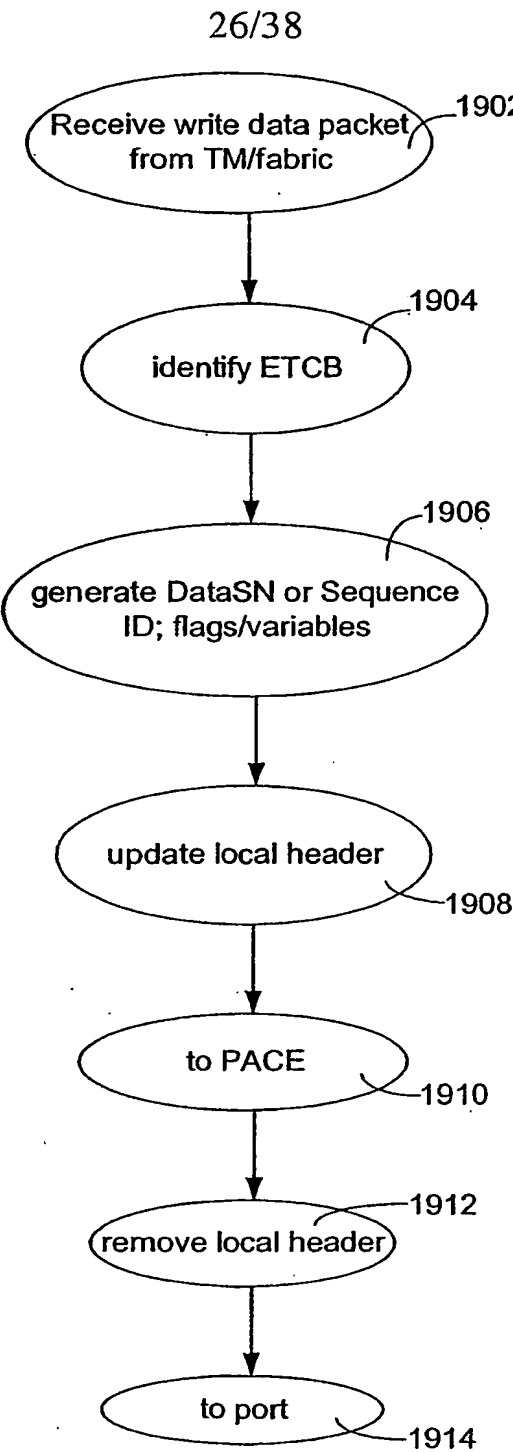 26/38
Receive write data packet
from TM/fabric
1902
identify ETCB
1904
generate DataSN or Sequence
ID; flags/variables
1906
update local header
1908
to PACE
1910
remove local header
1912
to port
1914